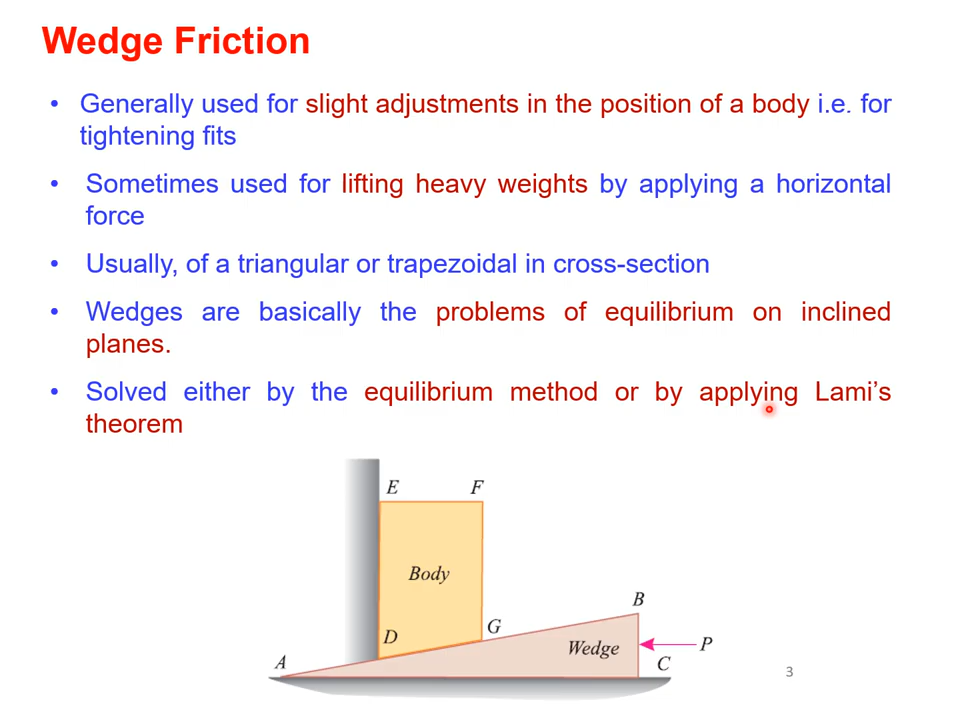 Wedge Friction
• Generally used for slight adjustments in the position of a body i.e. for
tightening fits
• Sometimes used for lifting heavy weights by applying a horizontal
force
• Usually, of a triangular or trapezoidal in cross-section
• Wedges are basically the problems of equilibrium on inclined
planes.
• Solved either by the equilibrium method or by applying Lami’s
theorem
E F
Body
B
G
D
P
Wedge
A
C
3